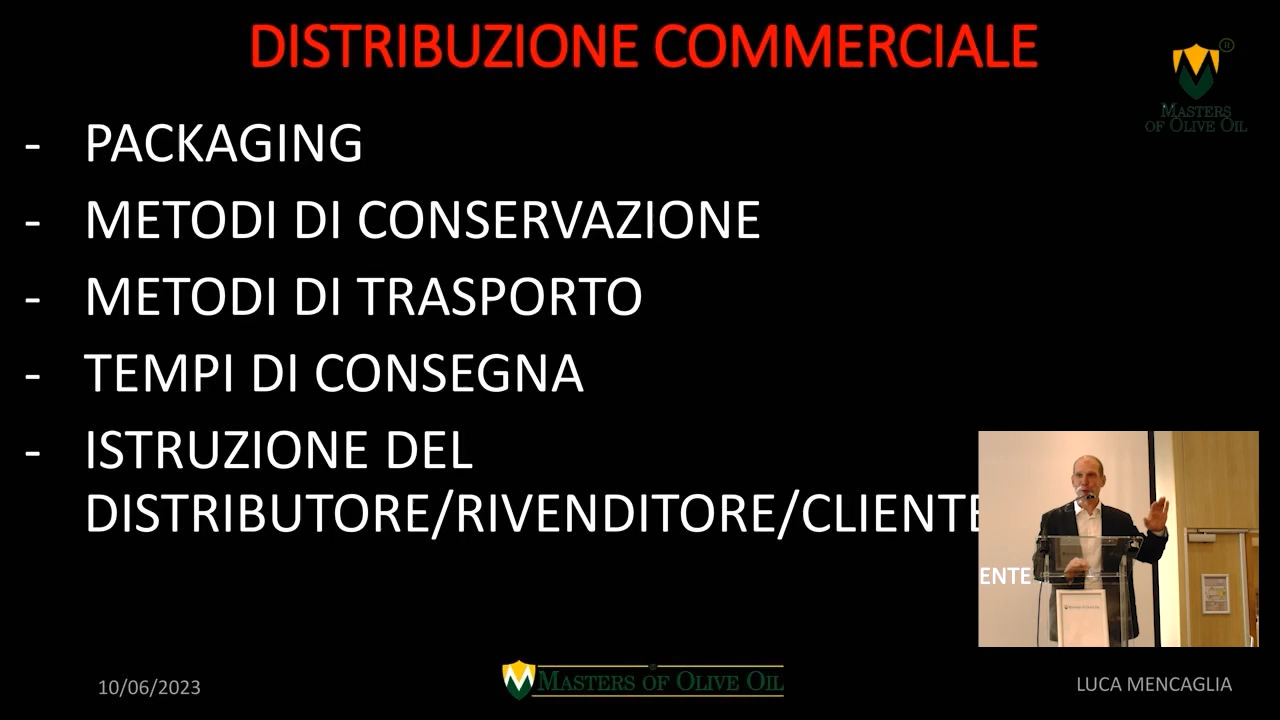 DISTRIBUZIONE COMMERCIALE
®
MASTERS
OF OLIVE OIL
- PACKAGING
- METODI DI CONSERVAZIONE
- METODI DI TRASPORTO
- TEMPI DI CONSEGNA
- ISTRUZIONE DEL
DISTRIBUTORE/RIVENDITORE/CLIENTE
ENTE
10/06/2023
MASTERS OF OLIVE OIL
LUCA MENCAGLIA